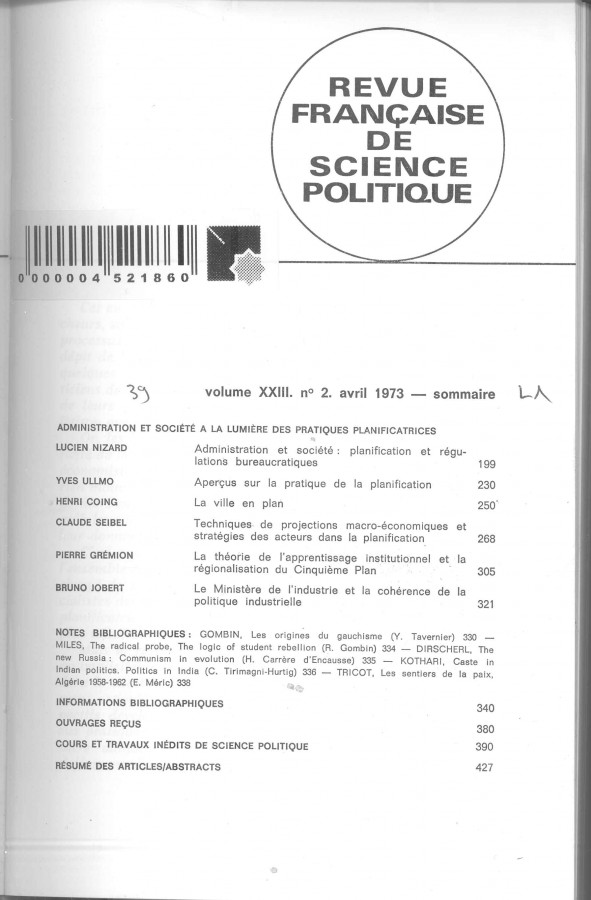 REVUE
FRANÇAISE
DE
SCIENCE
POLITIQUE
0 000004 521860
39 volume XXIII. nº 2. avril 1973 — sommaire L1
ADMINISTRATION ET SOCIÉTÉ A LA LUMIÈRE DES PRATIQUES PLANIFICATRICES
LUCIEN NIZARD Administration et société : planification et régu-
lations bureaucratiques 199
YVES ULLMO Aperçus sur la pratique de la planification 230
HENRI COING La ville en plan 250
CLAUDE SEIBEL Techniques de projections macro-économiques et
stratégies des acteurs dans la planification 268
PIERRE GRÉMION La théorie de l'apprentissage institutionnel et la
régionalisation du Cinquième Plan 305
BRUNO JOBERT Le Ministère de l'industrie et la cohérence de la
politique industrielle 321
NOTES BIBLIOGRAPHIQUES : GOMBIN, Les origines du gauchisme (Y. Tavernier) 330 —
MILES, The radical probe, The logic of student rebellion (R. Gombin) 334 — DIRSCHERL, The
new Russia : Communism in evolution (H. Carrère d'Encausse) 335 — KOTHARI, Caste in
Indian politics. Politics in India (C. Tirimagni-Hurtig) 336 — TRICOT, Les sentiers de la paix,
Algérie 1958-1962 (E. Méric) 338
INFORMATIONS BIBLIOGRAPHIQUES 340
OUVRAGES REÇUS 380
COURS ET TRAVAUX INÉDITS DE SCIENCE POLITIQUE 390
RÉSUMÉ DES ARTICLES/ABSTRACTS 427